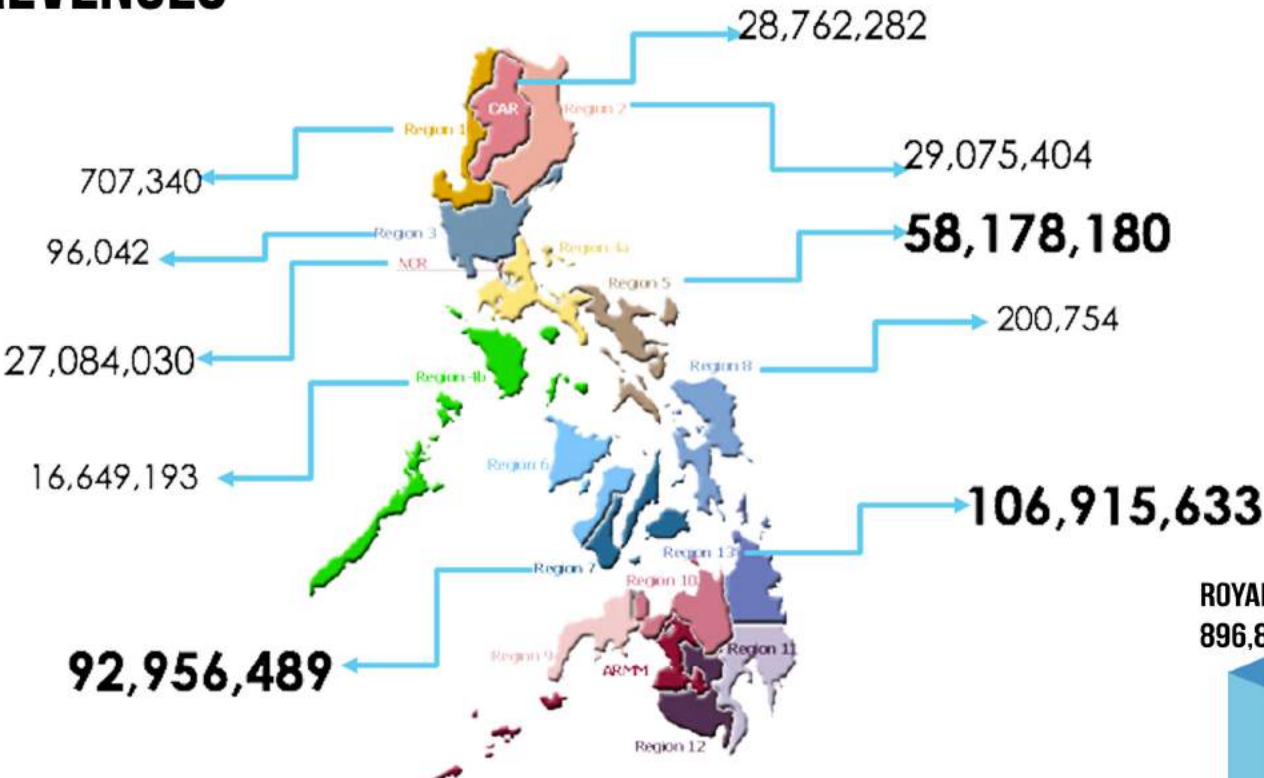 28,762,282
CAR
Region 2
Region 1
29,075,404
707,340
58,178,180
Region 3
96,042
Region 4a
NCR
Region 5
200,754
27,084,030
Region 8
Region 4b
Region 6
16,649,193
106,915,633
Region 13
Region 7
Region 10
896,8
92,956,489
Region 9
Region 11
ARMM
Region 12